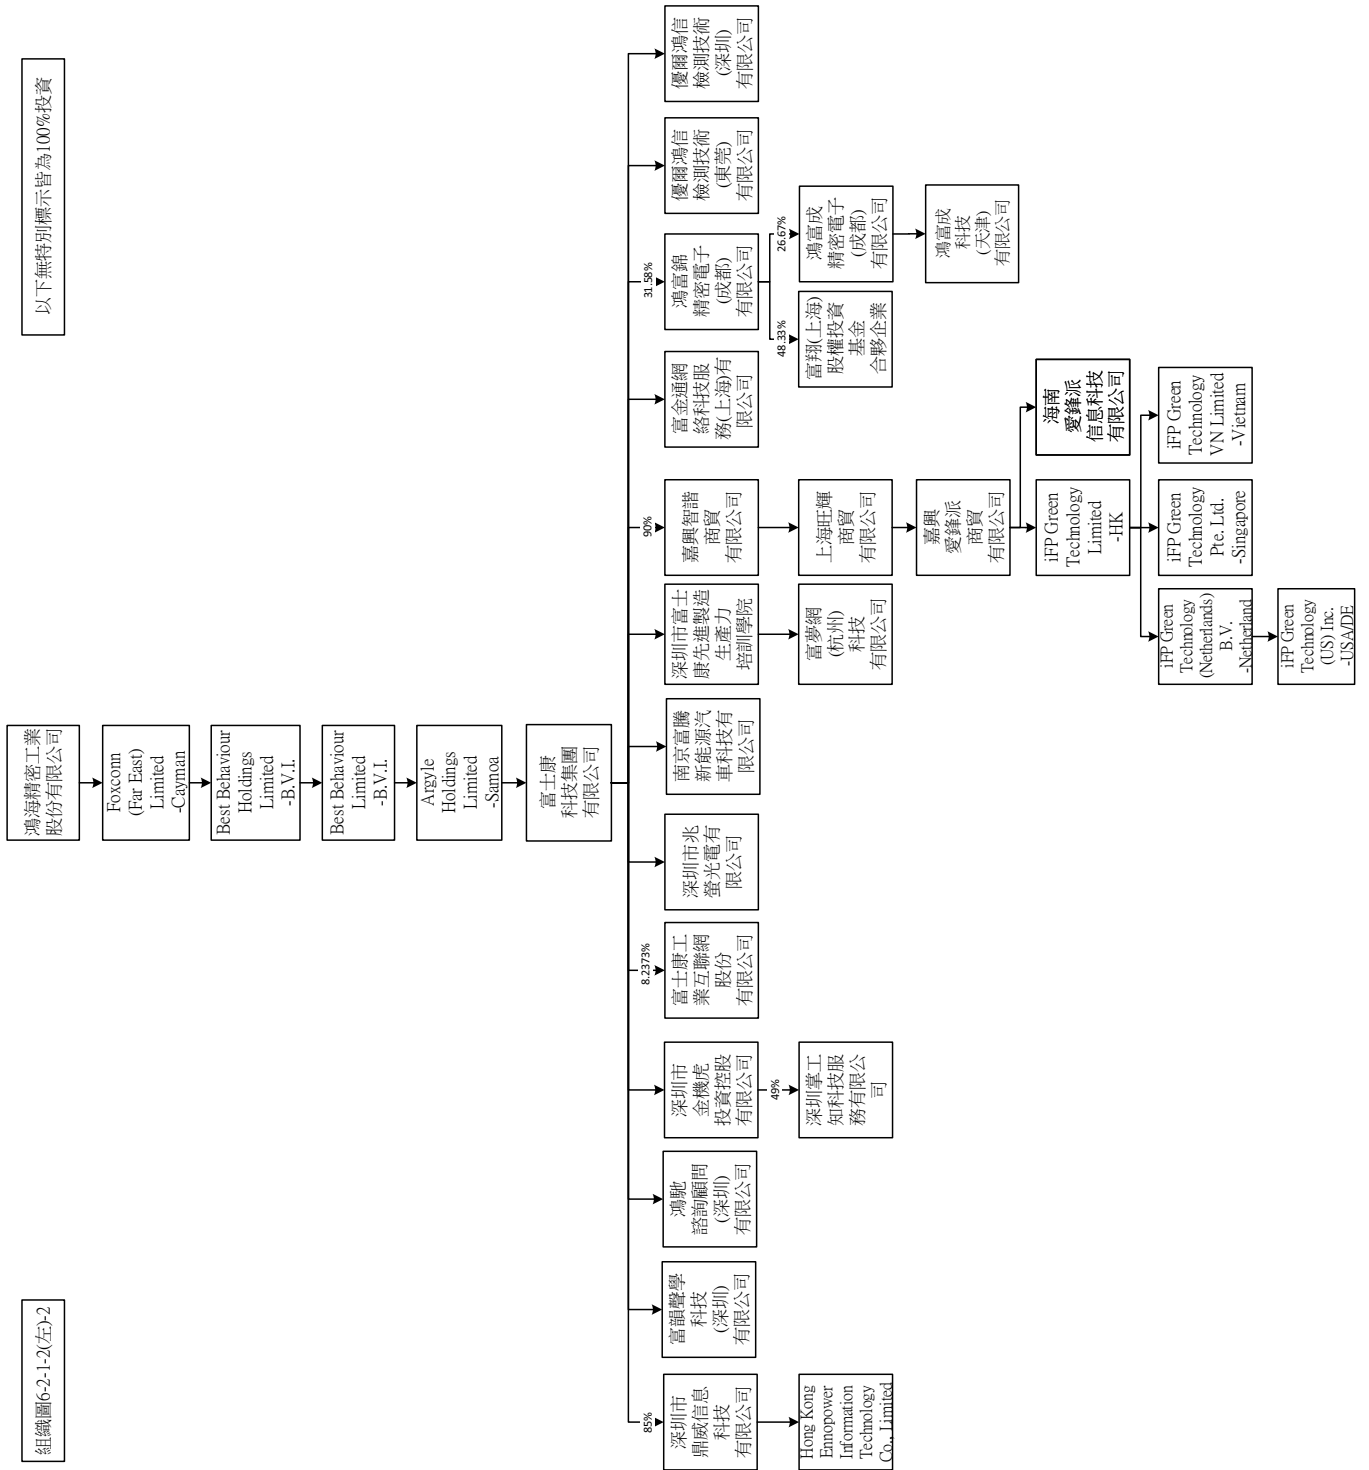 組織圖6-2-1-2(左)-2
以下無特別標示皆為100%投資
鴻海精密工業
股份有限公司
Foxconn
(Far East)
Limited
-Cayman
Best Behaviour
Holdings
Limited
-B.V.I.
Best Behaviour
Limited
-B.V.I.
Argyle
Holdings
Limited
-Samoa
富士康
科技集團
有限公司
85%
深圳市
鼎威信息
科技
有限公司
Hong Kong
Ennopower
Information
Technology
Co., Limited
富韻聲學
科技
(深圳)
有限公司
鴻馳
諮詢顧問
(深圳)
有限公司
深圳市
金機虎
投資控股
有限公司
49%
深圳掌工
知科技服
務有限公
司
8.2373%
富士康工
業互聯網
股份
有限公司
深圳市兆
螢光電有
限公司
南京富騰
新能源汽
車科技有
限公司
深圳市富士
康先進製造
生產力
培訓學院
富夢網
(杭州)
科技
有限公司
90%
嘉興智諧
商貿
有限公司
上海旺輝
商貿
有限公司
嘉興
愛鋒派
商貿
有限公司
iFP Green
Technology
Limited
-HK
海南
愛鋒派
信息科技
有限公司
iFP Green
Technology
(Netherlands)
B.V.
-Netherland
iFP Green
Technology
Pte. Ltd.
-Singapore
iFP Green
Technology
VN Limited
-Vietnam
iFP Green
Technology
(US) Inc.
-USA/DE
富金通網
絡科技服
務(上海)有
限公司
31.58%
鴻富錦
精密電子
(成都)
有限公司
48.33%
富翔(上海)
股權投資
基金
合夥企業
26.67%
鴻富成
精密電子
(成都)
有限公司
鴻富成
科技
(天津)
有限公司
優爾鴻信
檢測技術
(東莞)
有限公司
優爾鴻信
檢測技術
(深圳)
有限公司